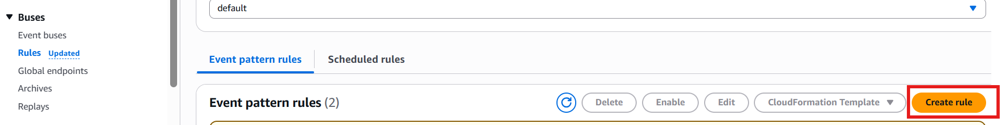 Buses
Event buses
Rules Updated
Global endpoints
Archives
Replays
default
Event pattern rules Scheduled rules
Event pattern rules (2) Delete Enable Edit CloudFormation Template Create rule